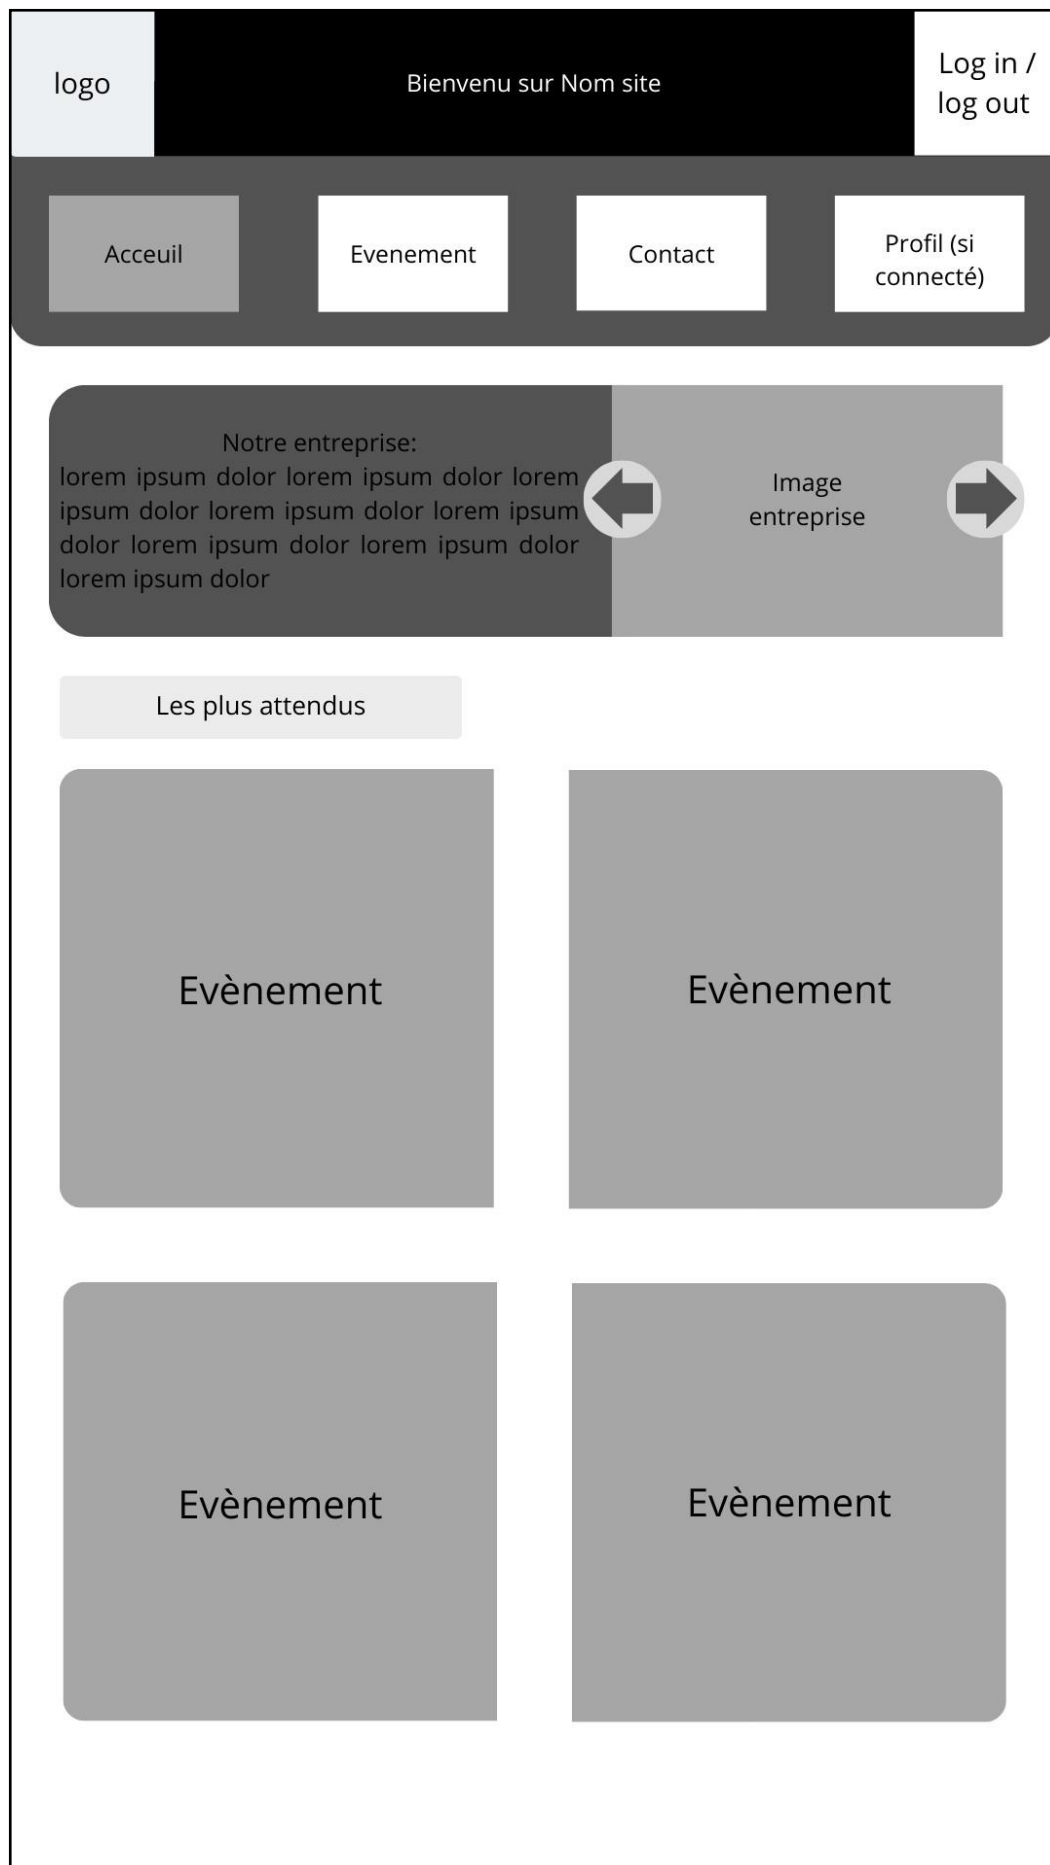 logo
Bienvenu sur Nom site
Log in /
log out
Acceuil
Evenement
Contact
Profil (si
connecté)
Notre entreprise:
lorem ipsum dolor lorem ipsum dolor lorem
ipsum dolor lorem ipsum dolor lorem ipsum
dolor lorem ipsum dolor lorem ipsum dolor
lorem ipsum dolor
Image
entreprise
Les plus attendus
Evènement
Evènement
Evènement
Evènement